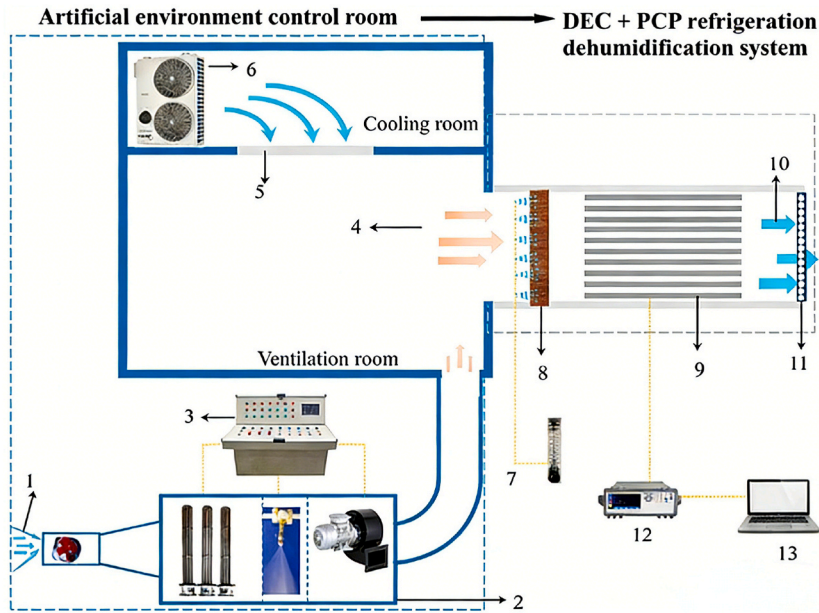 Artificial environment control room
DEC + PCP refrigeration
dehumidification system
6
Cooling room
5
4
10
Ventilation room
8
9
11
3
7
1
12
13
2